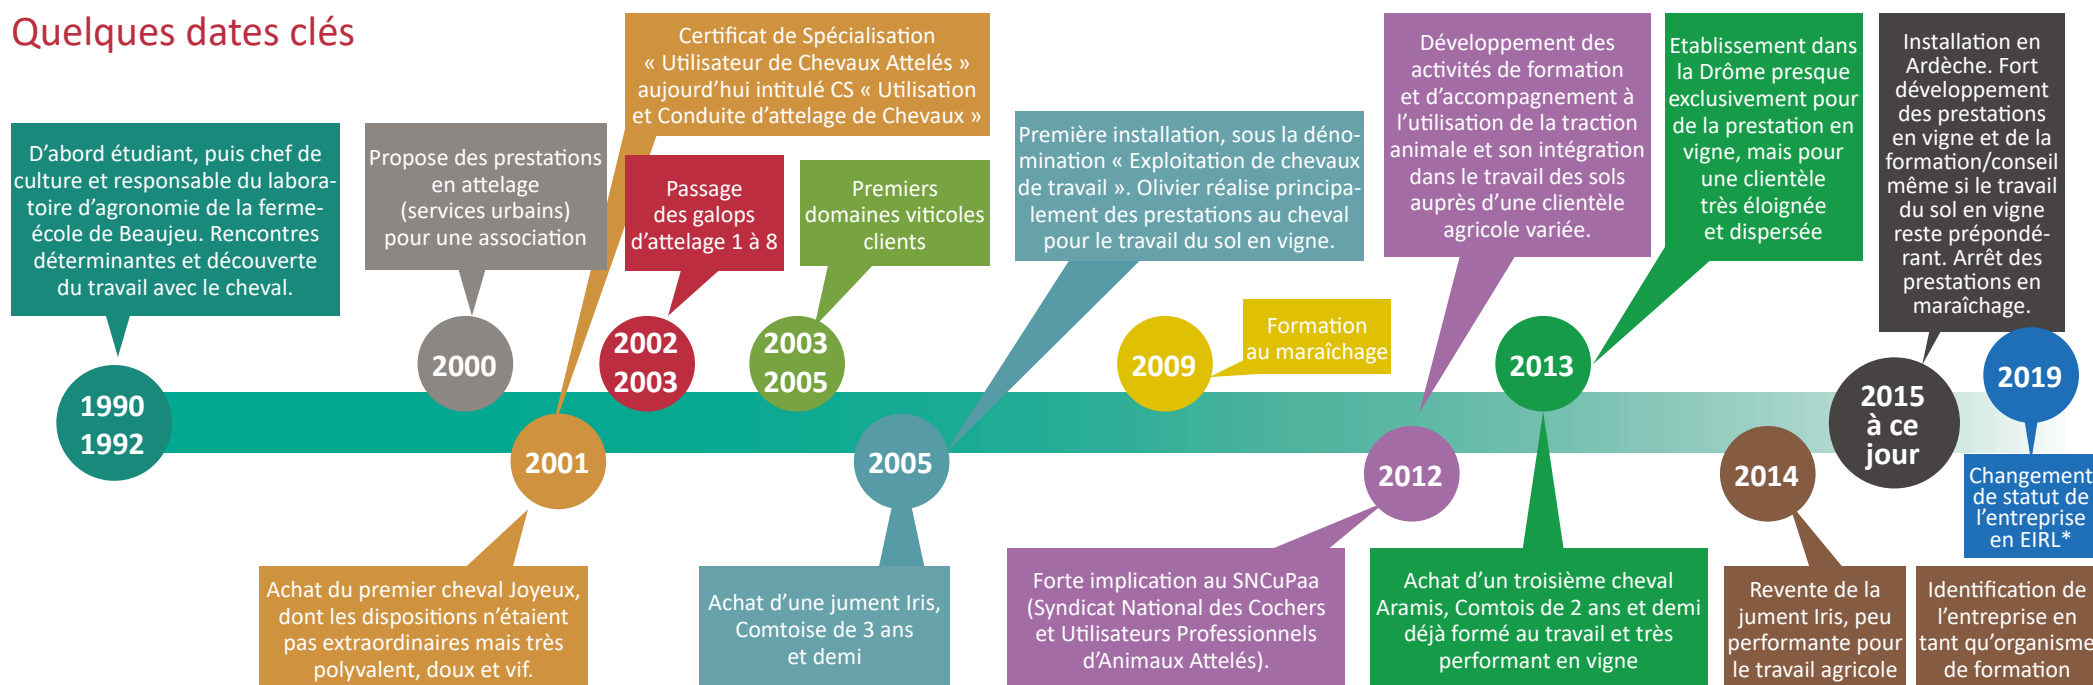 Quelques dates clés
D'abord étudiant, puis chef de
culture et responsable du labora-
toire d'agronomie de la ferme-
école de Beaujeu. Rencontres
déterminantes et découverte
du travail avec le cheval.
1990
1992
Propose des prestations
en attelage
(services urbains)
pour une association
2000
Certificat de Spécialisation
« Utilisateur de Chevaux Attelés »
aujourd'hui intitulé CS « Utilisation
et Conduite d'attelage de Chevaux »
2001
Achat du premier cheval Joyeux,
dont les dispositions n'étaient
pas extraordinaires mais très
polyvalent, doux et vif.
Passage
des galops
d'attelage 1 à 8
2002
2003
Premiers
domaines viticoles
clients
2003
2005
Première installation, sous la déno-
mination « Exploitation de chevaux
de travail ». Olivier réalise principa-
lement des prestations au cheval
pour le travail du sol en vigne.
2005
Achat d'une jument Iris,
Comtoise de 3 ans
et demi
Formation
au maraîchage
2009
Développement des
activités de formation
et d'accompagnement à
l'utilisation de la traction
animale et son intégration
dans le travail des sols
auprès d'une clientèle
agricole variée.
2012
Forte implication au SNCuPaa
(Syndicat National des Cochers
et Utilisateurs Professionnels
d'Animaux Attelés).
Etablissement dans
la Drôme presque
exclusivement pour
de la prestation en
vigne, mais pour
une clientèle
très éloignée
et dispersée
2013
Achat d'un troisième cheval
Aramis, Comtois de 2 ans et demi
déjà formé au travail et très
performant en vigne
2014
Revente de la
jument Iris, peu
performante pour
le travail agricole
Identification de
l'entreprise en
tant qu'organisme
de formation
Installation en
Ardèche. Fort
développement
des prestations
en vigne et de la
formation/conseil
même si le travail
du sol en vigne
reste prépondé-
rant. Arrêt des
prestations en
maraîchage.
2015
à ce
jour
2019
Changement
de statut de
l'entreprise
en EIRL*